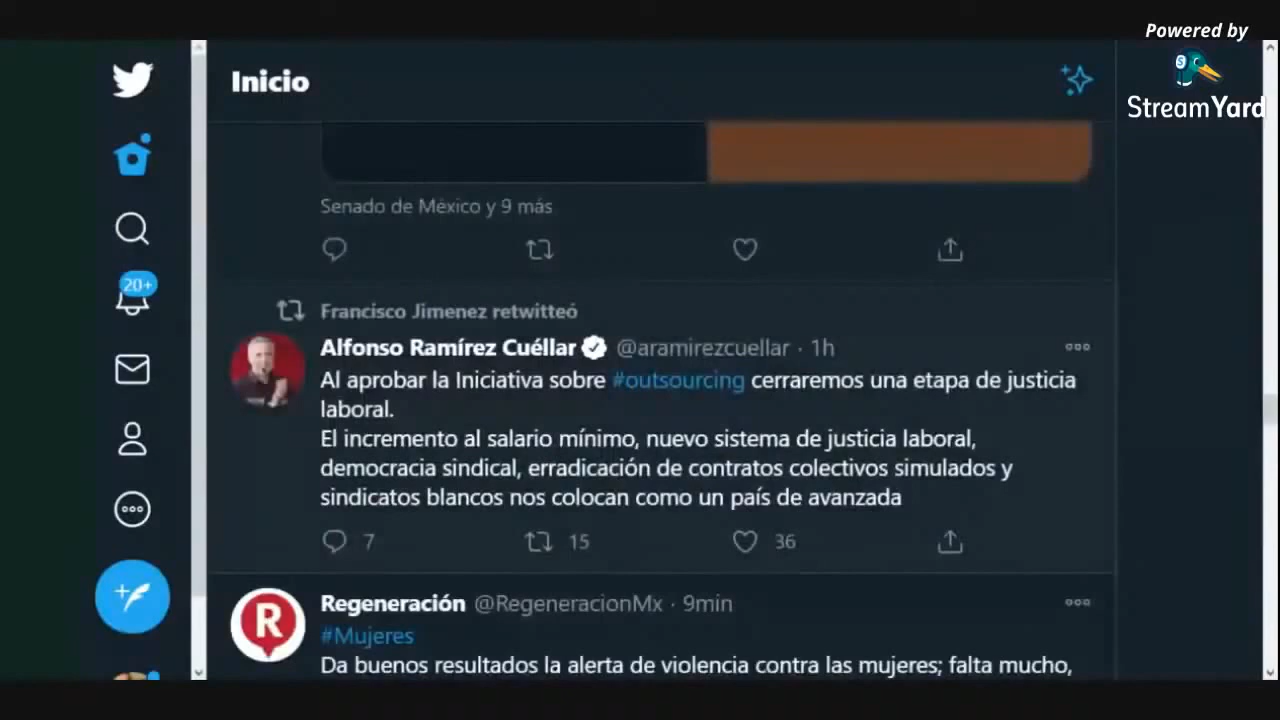 Powered by
StreamYard
Inicio
Senado de México y 9 más
20+
Francisco Jimenez retwitteó
Alfonso Ramírez Cuéllar @aramirezcuellar · 1h
Al aprobar la Iniciativa sobre #outsourcing cerraremos una etapa de justicia
laboral.
El incremento al salario mínimo, nuevo sistema de justicia laboral,
democracia sindical, erradicación de contratos colectivos simulados y
sindicatos blancos nos colocan como un país de avanzada
7 15 36
R
Regeneración @RegeneracionMx · 9min
#Mujeres
Da buenos resultados la alerta de violencia contra las mujeres; falta mucho,